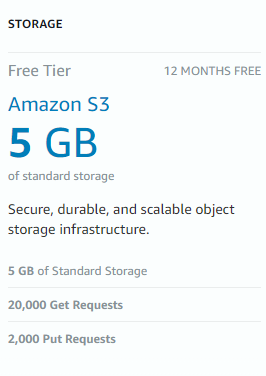 STORAGE
Free Tier 12 MONTHS FREE
Amazon S3
5 GB
of standard storage
Secure, durable, and scalable object
storage infrastructure.
5 GB of Standard Storage
20,000 Get Requests
2,000 Put Requests